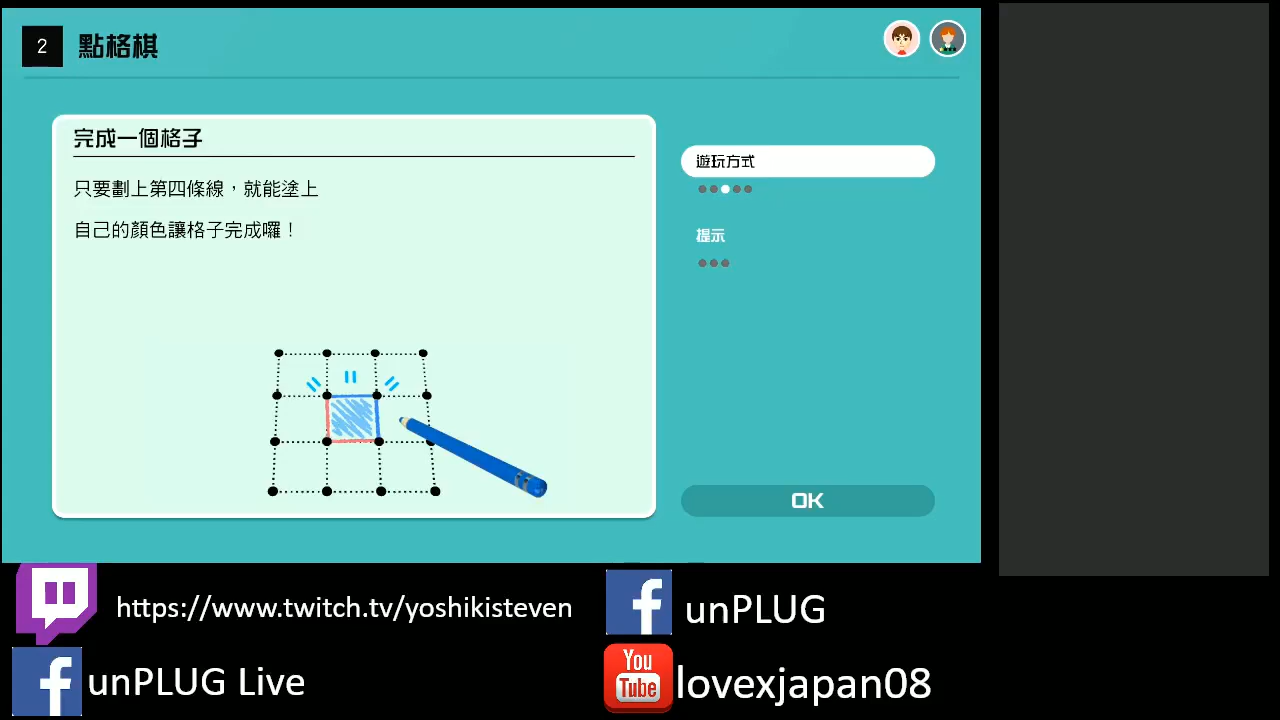 2 點格棋
完成一個格子
只要劃上第四條線，就能塗上
自己的顏色讓格子完成囉！
遊玩方式
提示
OK
https://www.twitch.tv/yoshikisteven
unPLUG
unPLUG Live
You
Tube
lovexjapan08